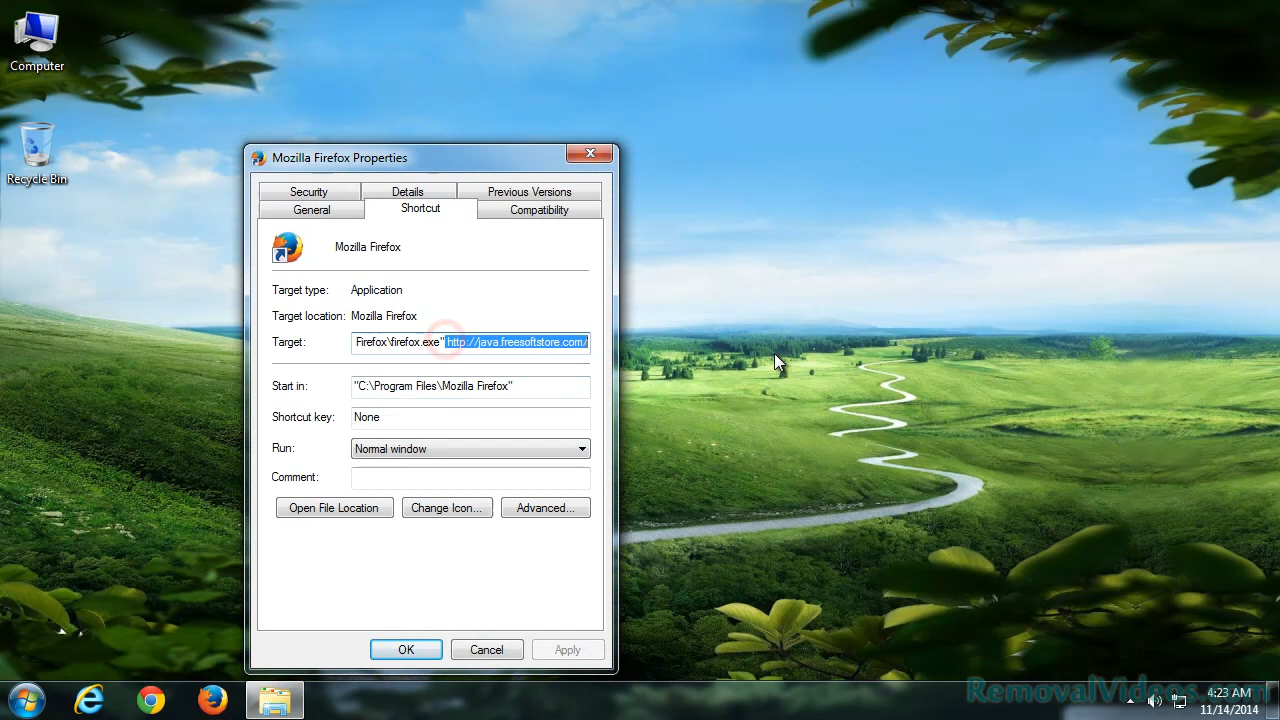 Computer
Recycle Bin
Mozilla Firefox Properties
Security Details Previous Versions
General Shortcut Compatibility
Mozilla Firefox
Target type: Application
Target location: Mozilla Firefox
Target: Firefox\firefox.exe" http://java.freesoftstore.com/
Start in: "C:\Program Files\Mozilla Firefox"
Shortcut key: None
Run: Normal window
Comment:
Open File Location Change Icon... Advanced...
OK Cancel Apply
RemovalVideos.com
4:23 AM
11/14/2014